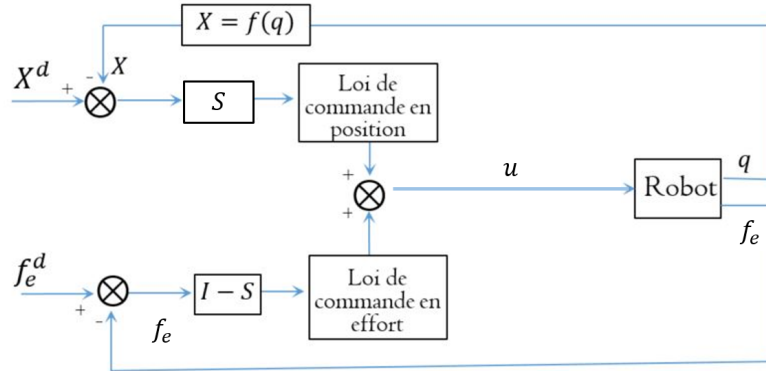 X = f(q)
X^d
+
-
X
S
Loi de
commande en
position
+
+
u
Robot
q
f_e
f_e^d
+
-
f_e
I − S
Loi de
commande en
effort